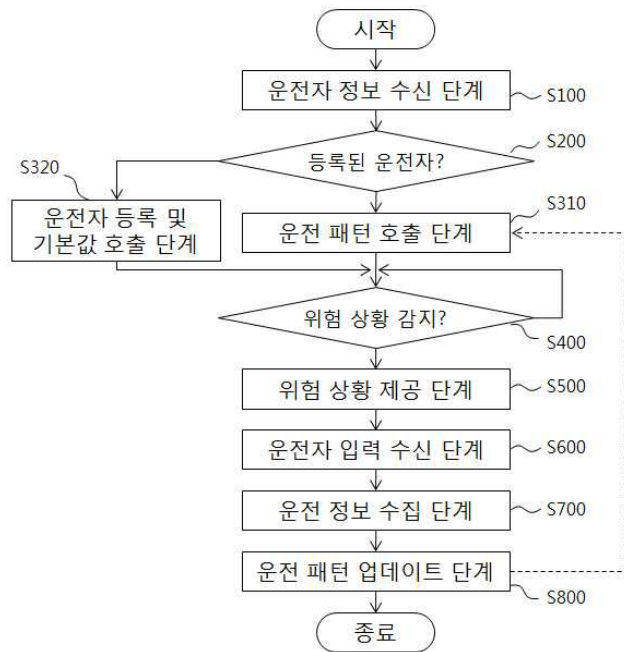 시작
운전자 정보 수신 단계
S100
등록된 운전자?
S200
S320
운전자 등록 및
기본값 호출 단계
운전 패턴 호출 단계
S310
위험 상황 감지?
S400
위험 상황 제공 단계
S500
운전자 입력 수신 단계
S600
운전 정보 수집 단계
S700
운전 패턴 업데이트 단계
S800
종료